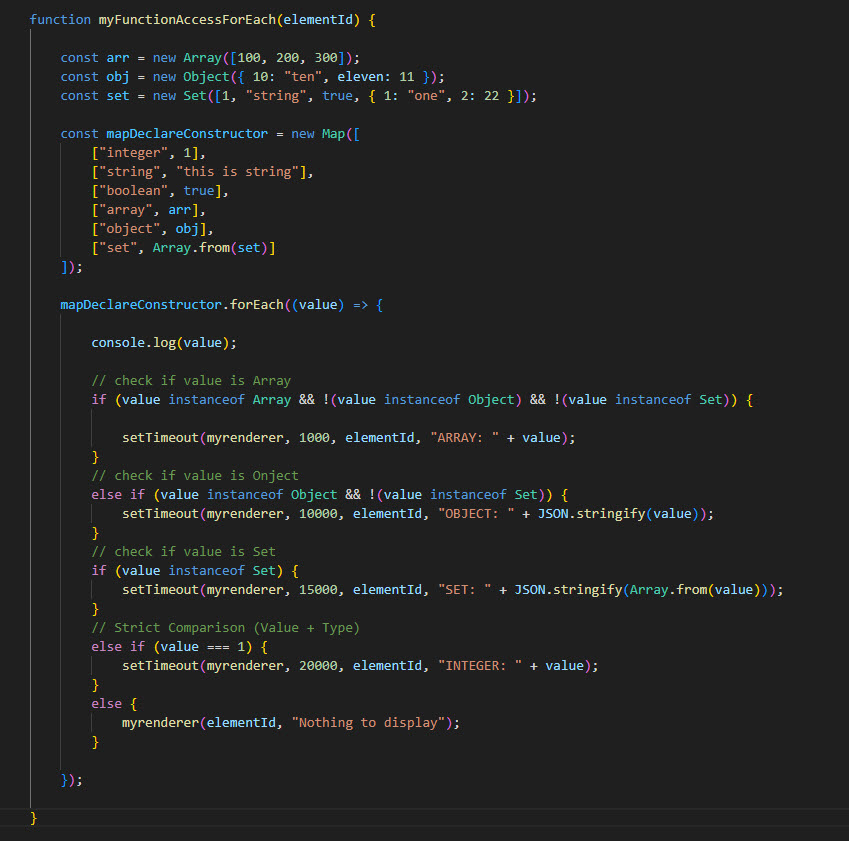 function myFunctionAccessForEach(elementId) {
const arr = new Array([100, 200, 300]);
const obj = new Object({ 10: "ten", eleven: 11 });
const set = new Set([1, "string", true, { 1: "one", 2: 22 }]);
const mapDeclareConstructor = new Map([
["integer", 1],
["string", "this is string"],
["boolean", true],
["array", arr],
["object", obj],
["set", Array.from(set)]
]);
mapDeclareConstructor.forEach((value) => {
console.log(value);
// check if value is Array
if (value instanceof Array && !(value instanceof Object) && !(value instanceof Set)) {
setTimeout(myrenderer, 1000, elementId, "ARRAY: " + value);
}
// check if value is Onject
else if (value instanceof Object && !(value instanceof Set)) {
setTimeout(myrenderer, 10000, elementId, "OBJECT: " + JSON.stringify(value));
}
// check if value is Set
if (value instanceof Set) {
setTimeout(myrenderer, 15000, elementId, "SET: " + JSON.stringify(Array.from(value)));
}
// Strict Comparison (Value + Type)
else if (value === 1) {
setTimeout(myrenderer, 20000, elementId, "INTEGER: " + value);
}
else {
myrenderer(elementId, "Nothing to display");
}
});
}